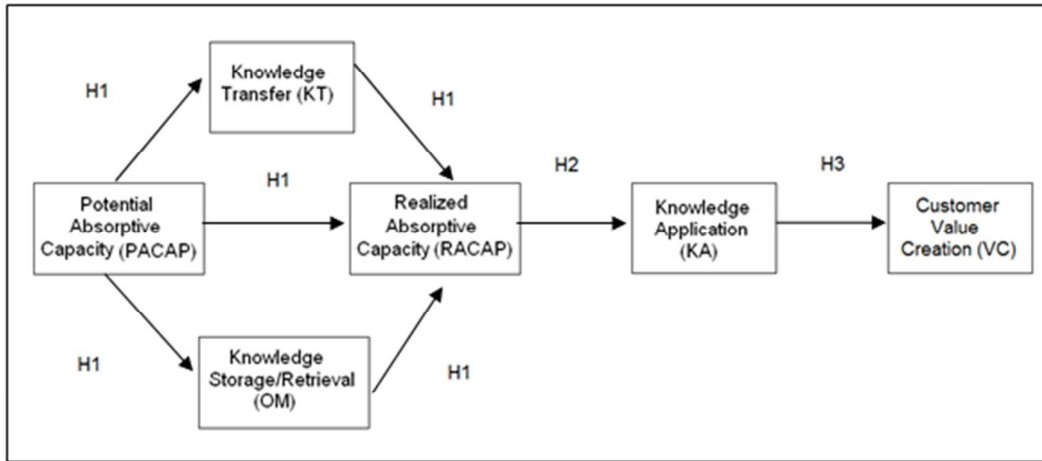 H1
Knowledge
Transfer (KT)
H1
H1
H2
H3
Potential
Absorptive
Capacity (PACAP)
Realized
Absorptive
Capacity (RACAP)
Knowledge
Application
(KA)
Customer
Value
Creation (VC)
H1
Knowledge
Storage/Retrieval
(OM)
H1